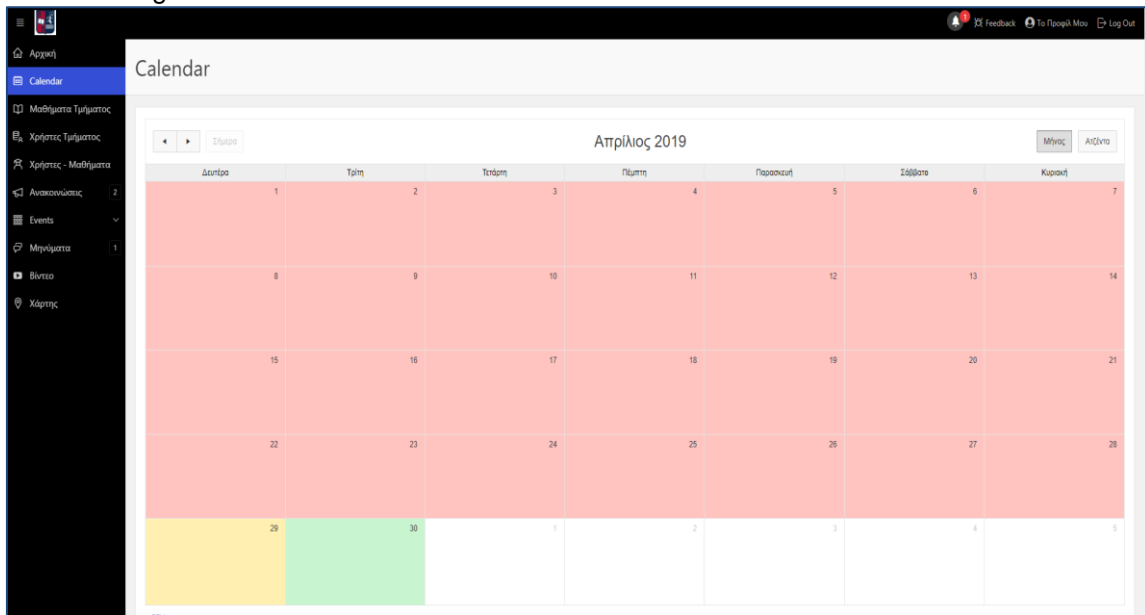 1 Feedback Το Προφίλ Μου Log Out
Αρχική
Calendar
Μαθήματα Τμήματος
Χρήστες Τμήματος
Χρήστες - Μαθήματα
Ανακοινώσεις 2
Events
Μηνύματα 1
Βίντεο
Χάρτης
Calendar
Σήμερα Απρίλιος 2019 Μήνας Ατζέντα
Δευτέρα Τρίτη Τετάρτη Πέμπτη Παρασκευή Σάββατο Κυριακή
1 2 3 4 5 6 7
8 9 10 11 12 13 14
15 16 17 18 19 20 21
22 23 24 25 26 27 28
29 30 1 2 3 4 5